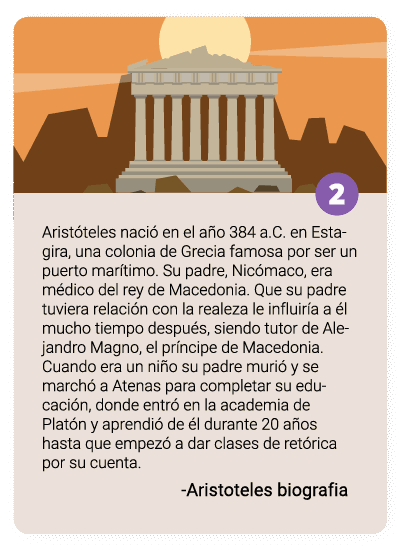 2
Aristóteles nació en el año 384 a.C. en Esta-
gira, una colonia de Grecia famosa por ser un
puerto marítimo. Su padre, Nicómaco, era
médico del rey de Macedonia. Que su padre
tuviera relación con la realeza le influiría a él
mucho tiempo después, siendo tutor de Ale-
jandro Magno, el príncipe de Macedonia.
Cuando era un niño su padre murió y se
marchó a Atenas para completar su edu-
cación, donde entró en la academia de
Platón y aprendió de él durante 20 años
hasta que empezó a dar clases de retórica
por su cuenta.
-Aristoteles biografia